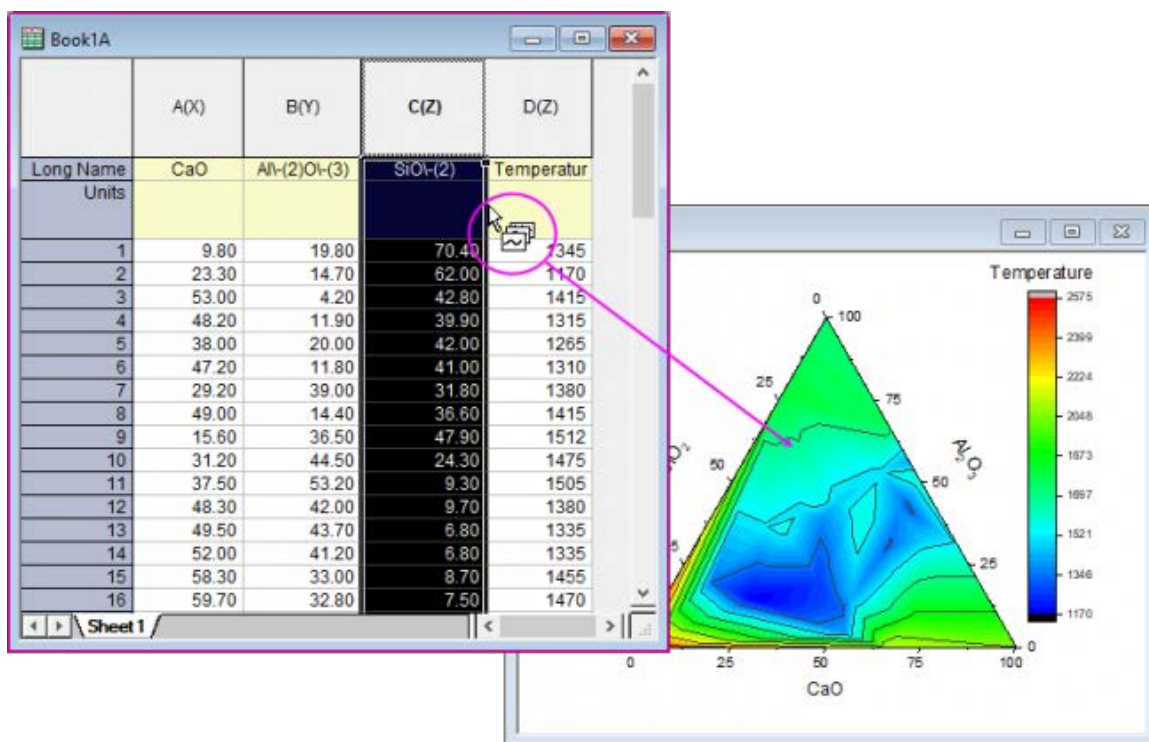 Book1A
A(X) B(Y) C(Z) D(Z)
Long Name CaO Al\-(2)O\-(3) SiO\-(2) Temperatur
Units
1 9.80 19.80 70.40 1345
2 23.30 14.70 62.00 1170
3 53.00 4.20 42.80 1415
4 48.20 11.90 39.90 1315
5 38.00 20.00 42.00 1265
6 47.20 11.80 41.00 1310
7 29.20 39.00 31.80 1380
8 49.00 14.40 36.60 1415
9 15.60 36.50 47.90 1512
10 31.20 44.50 24.30 1475
11 37.50 53.20 9.30 1505
12 48.30 42.00 9.70 1380
13 49.50 43.70 6.80 1335
14 52.00 41.20 6.80 1335
15 58.30 33.00 8.70 1455
16 59.70 32.80 7.50 1470
Sheet1
Temperature
2575
2399
2224
2048
1873
1697
1521
1346
1170
0
25
50
100
75
50
25
0
Al₂O₃
0 25 50 75 100
CaO